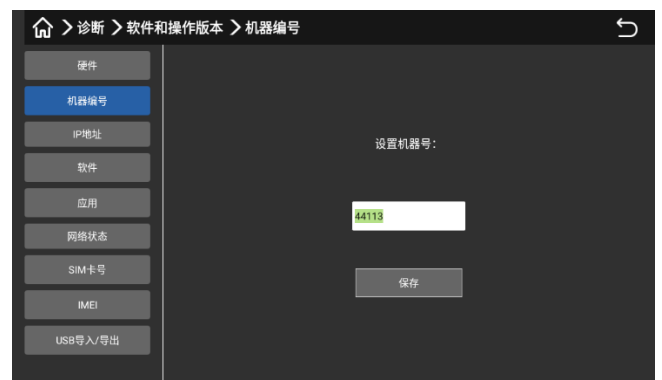 诊断 > 软件和操作版本 > 机器编号
硬件
机器编号
IP地址
软件
应用
网络状态
SIM卡号
IMEI
USB导入/导出
设置机器号：
44113
保存